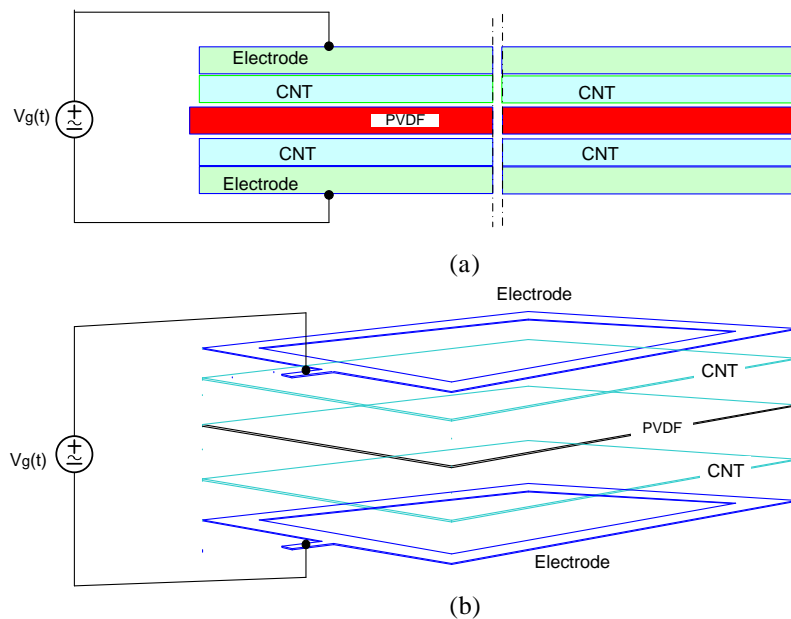 Electrode
CNT CNT
Vg(t)
PVDF
CNT CNT
Electrode
(a)
Electrode
CNT
PVDF
Vg(t)
CNT
Electrode
(b)